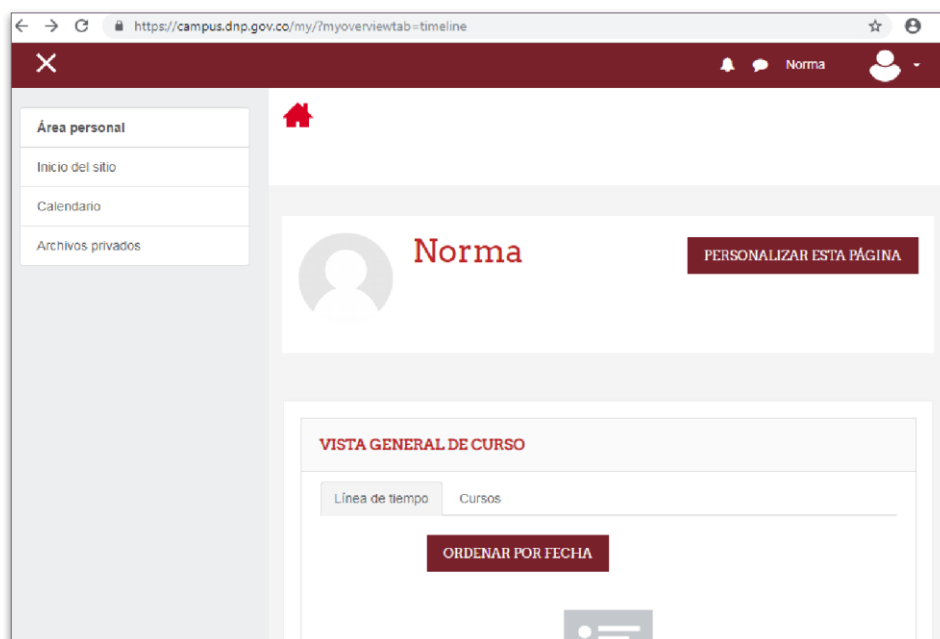 https://campus.dnp.gov.co/my/?myoverviewtab=timeline
Norma
Área personal
Inicio del sitio
Calendario
Archivos privados
Norma
PERSONALIZAR ESTA PÁGINA
VISTA GENERAL DE CURSO
Línea de tiempo
Cursos
ORDENAR POR FECHA